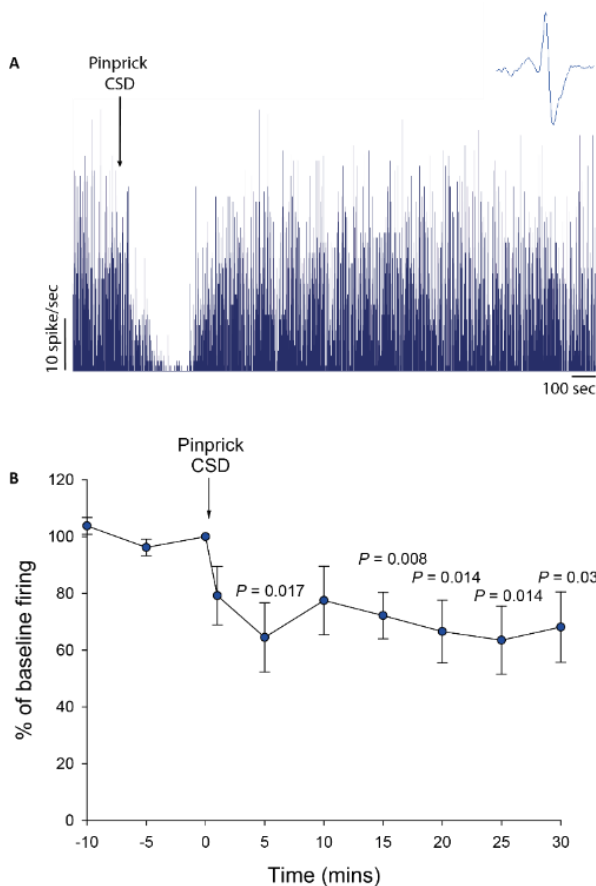 A
Pinprick
CSD
10 spike/sec
100 sec
B
Pinprick
CSD
120
100
80
60
40
20
0
% of baseline firing
P = 0.017
P = 0.008
P = 0.014
P = 0.014
P = 0.03
-10 -5 0 5 10 15 20 25 30
Time (mins)